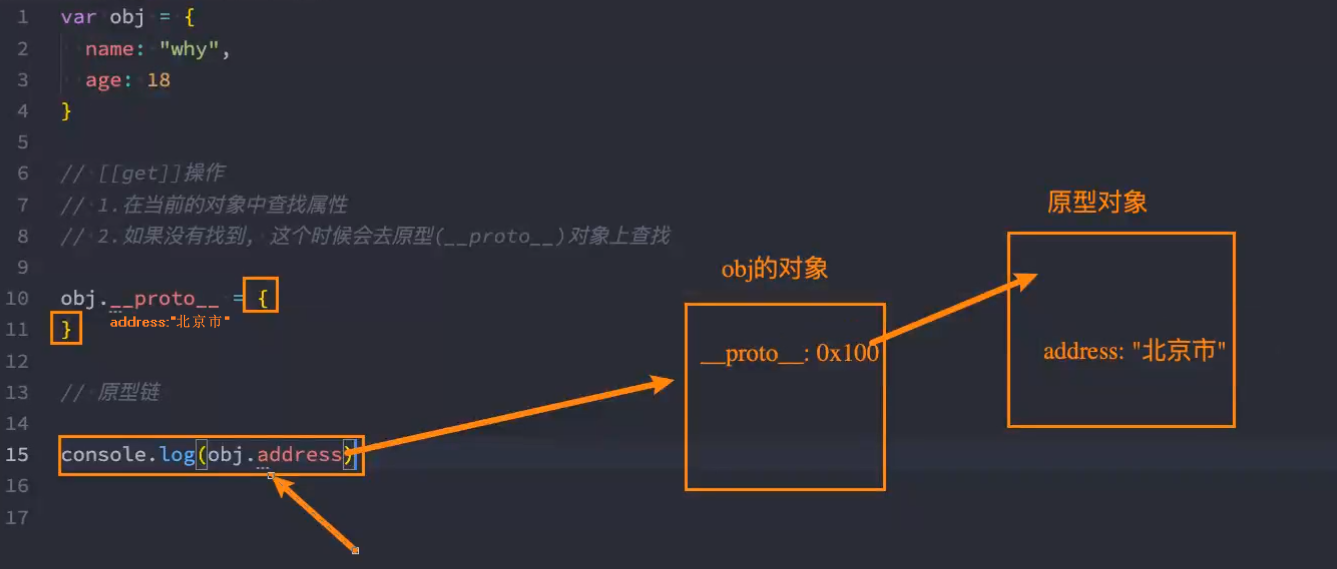 1 var obj = {
2 name: "why",
3 age: 18
4 }
5
6 // [[get]]操作
7 // 1.在当前的对象中查找属性
8 // 2.如果没有找到, 这个时候会去原型(__proto__)对象上查找
9
10 obj.__proto__ = {
address:"北京市"
11 }
12
13 // 原型链
14
15 console.log(obj.address)
16
17
obj的对象
__proto__: 0x100
原型对象
address: "北京市"